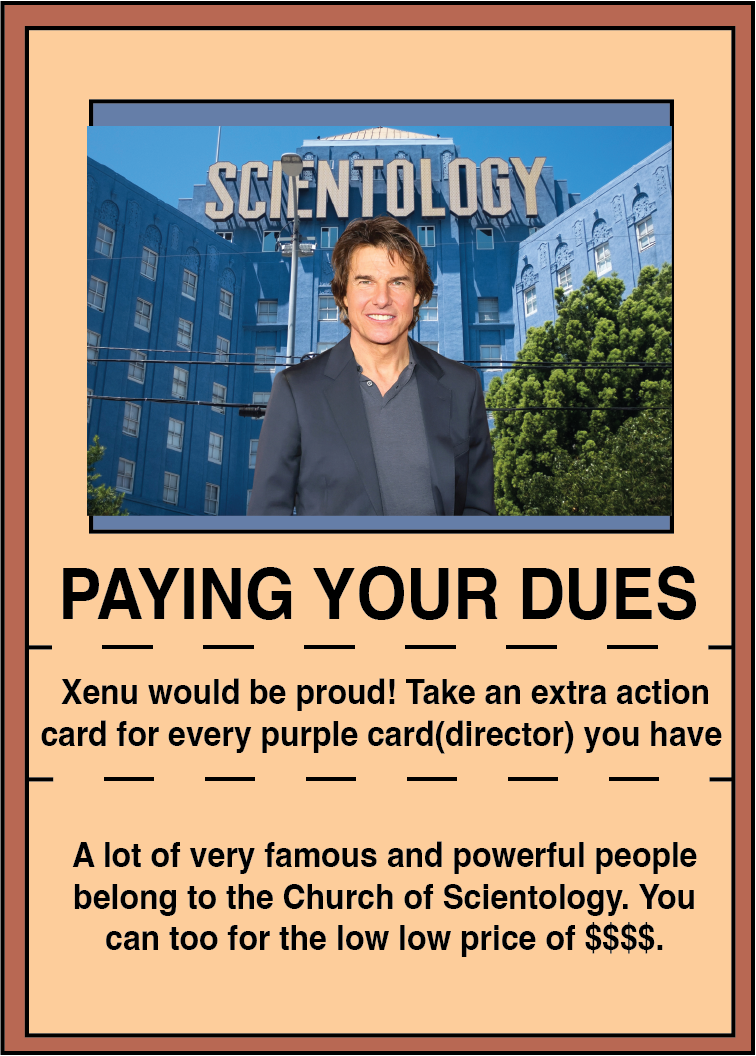 SCIENTOLOGY
PAYING YOUR DUES
Xenu would be proud! Take an extra action
card for every purple card(director) you have
A lot of very famous and powerful people
belong to the Church of Scientology. You
can too for the low low price of $$$$.